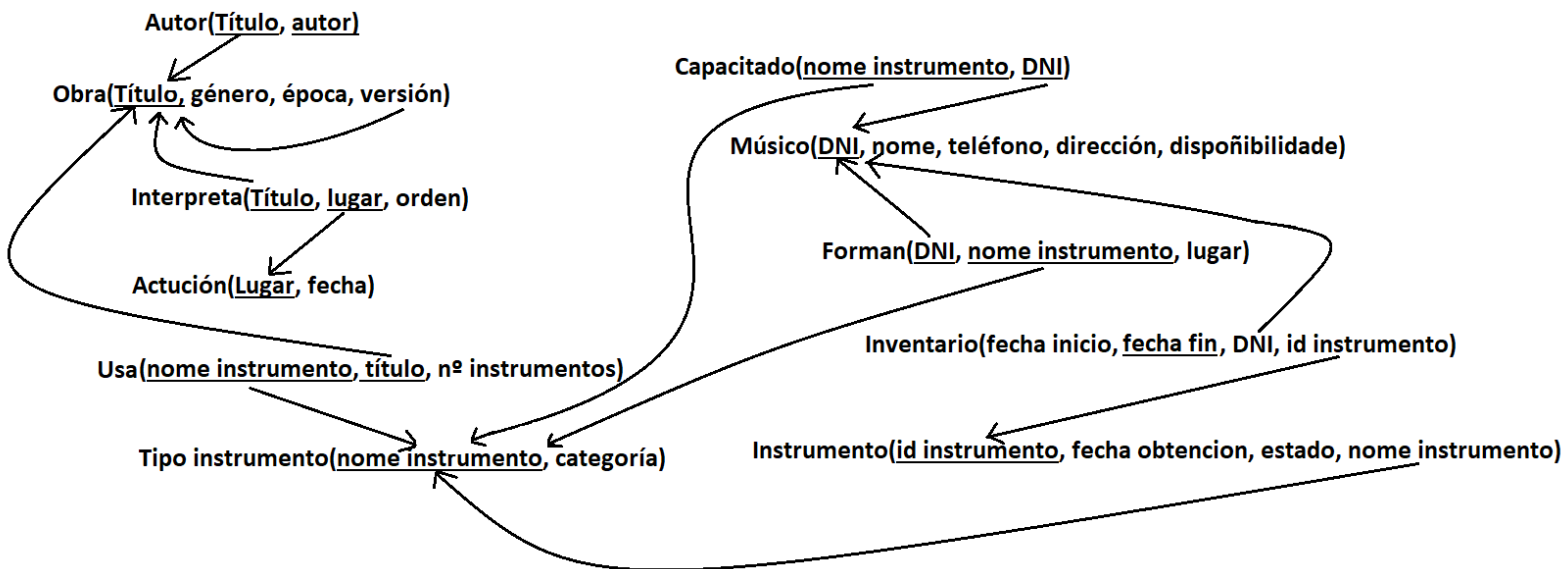 Autor(Título, autor)
Obra(Título, género, época, versión)
Interpreta(Título, lugar, orden)
Actución(Lugar, fecha)
Usa(nome instrumento, título, nº instrumentos)
Tipo instrumento(nome instrumento, categoría)
Capacitado(nome instrumento, DNI)
Músico(DNI, nome, teléfono, dirección, dispoñibilidade)
Forman(DNI, nome instrumento, lugar)
Inventario(fecha inicio, fecha fin, DNI, id instrumento)
Instrumento(id instrumento, fecha obtencion, estado, nome instrumento)